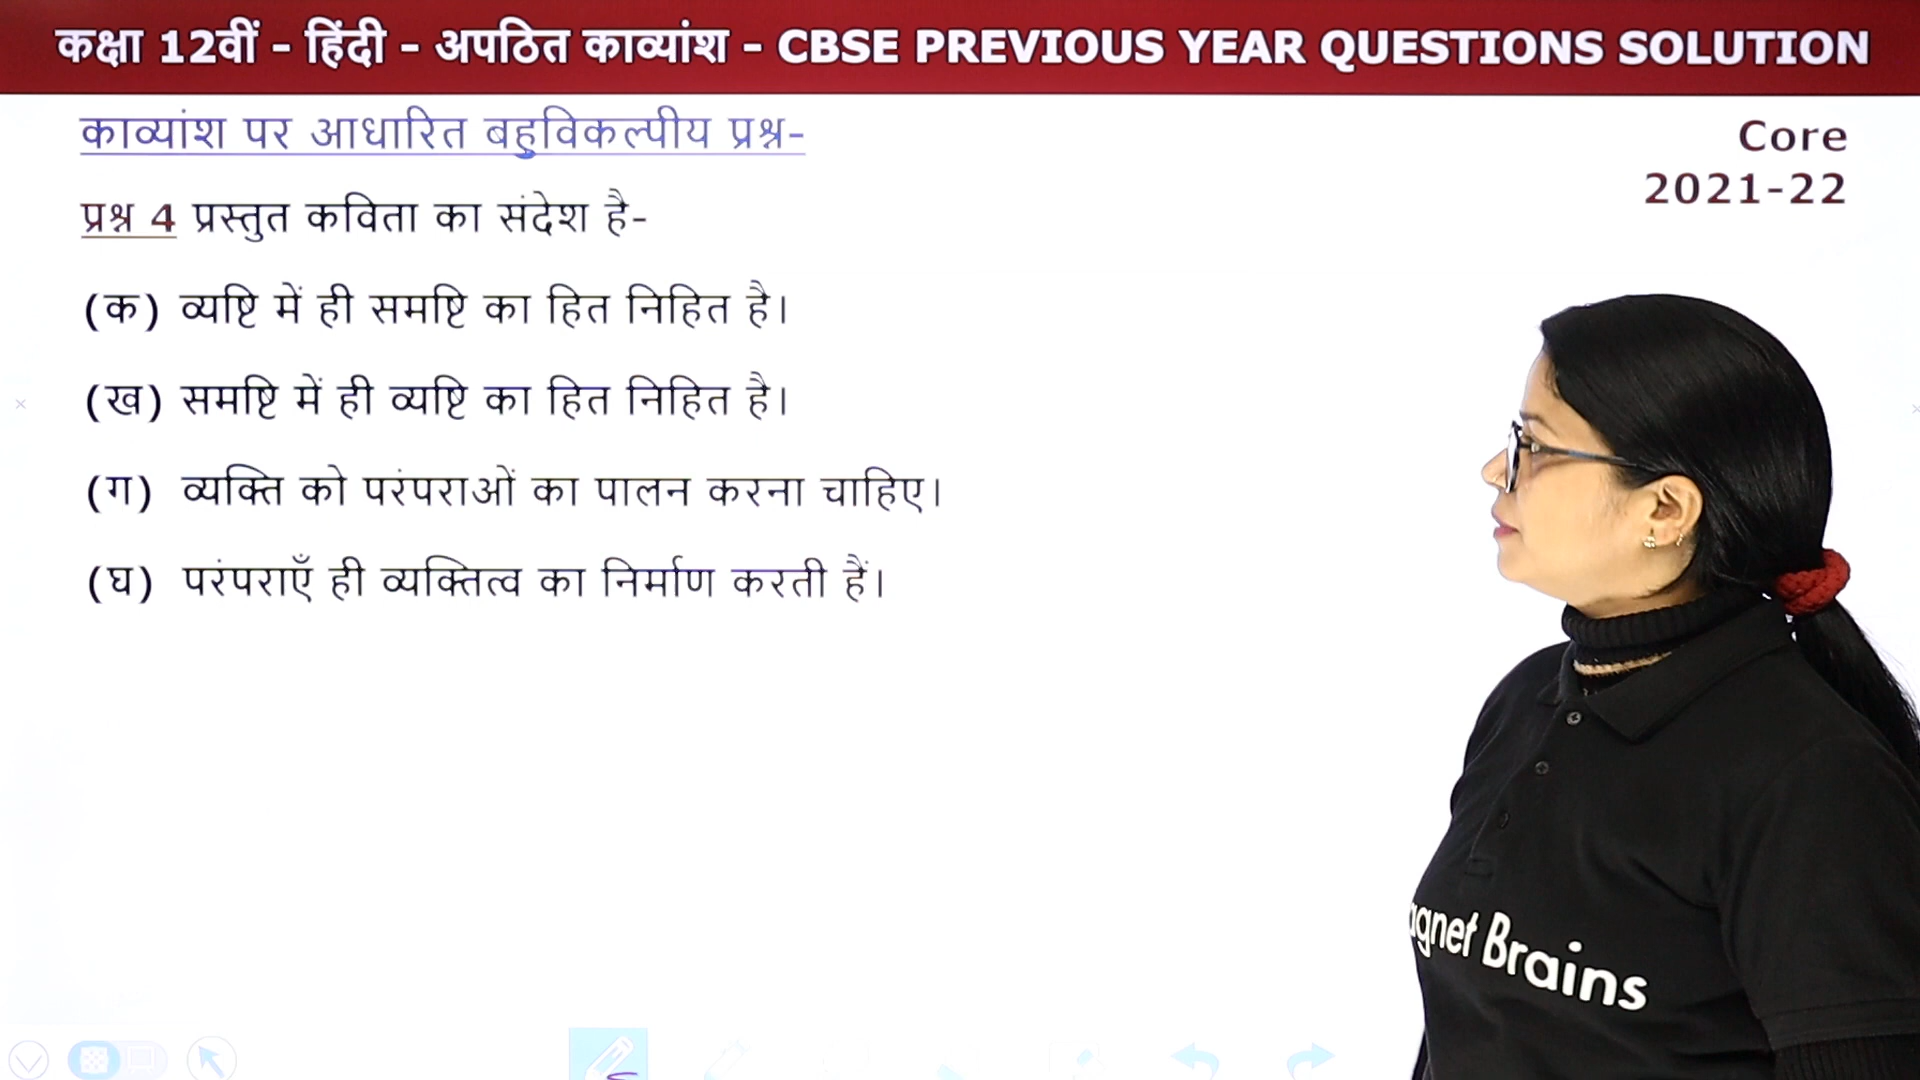 कक्षा 12वीं - हिंदी - अपठित काव्यांश - CBSE PREVIOUS YEAR QUESTIONS SOLUTION
काव्यांश पर आधारित बहुविकल्पीय प्रश्न-
Core
2021-22
प्रश्न 4 प्रस्तुत कविता का संदेश है-
(क) व्यष्टि में ही समष्टि का हित निहित है।
(ख) समष्टि में ही व्यष्टि का हित निहित है।
(ग) व्यक्ति को परंपराओं का पालन करना चाहिए।
(घ) परंपराएँ ही व्यक्तित्व का निर्माण करती हैं।
agnet Brains